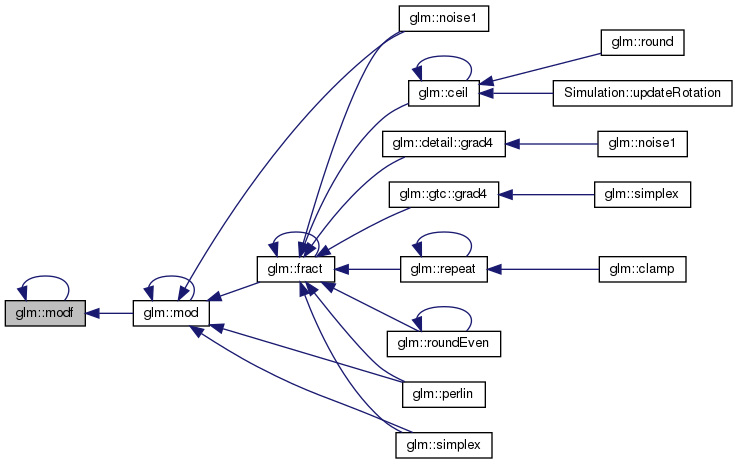 glm::noise1
glm::round
glm::ceil
Simulation::updateRotation
glm::detail::grad4
glm::noise1
glm::gtc::grad4
glm::simplex
glm::fract
glm::repeat
glm::clamp
glm::modf
glm::mod
glm::roundEven
glm::perlin
glm::simplex